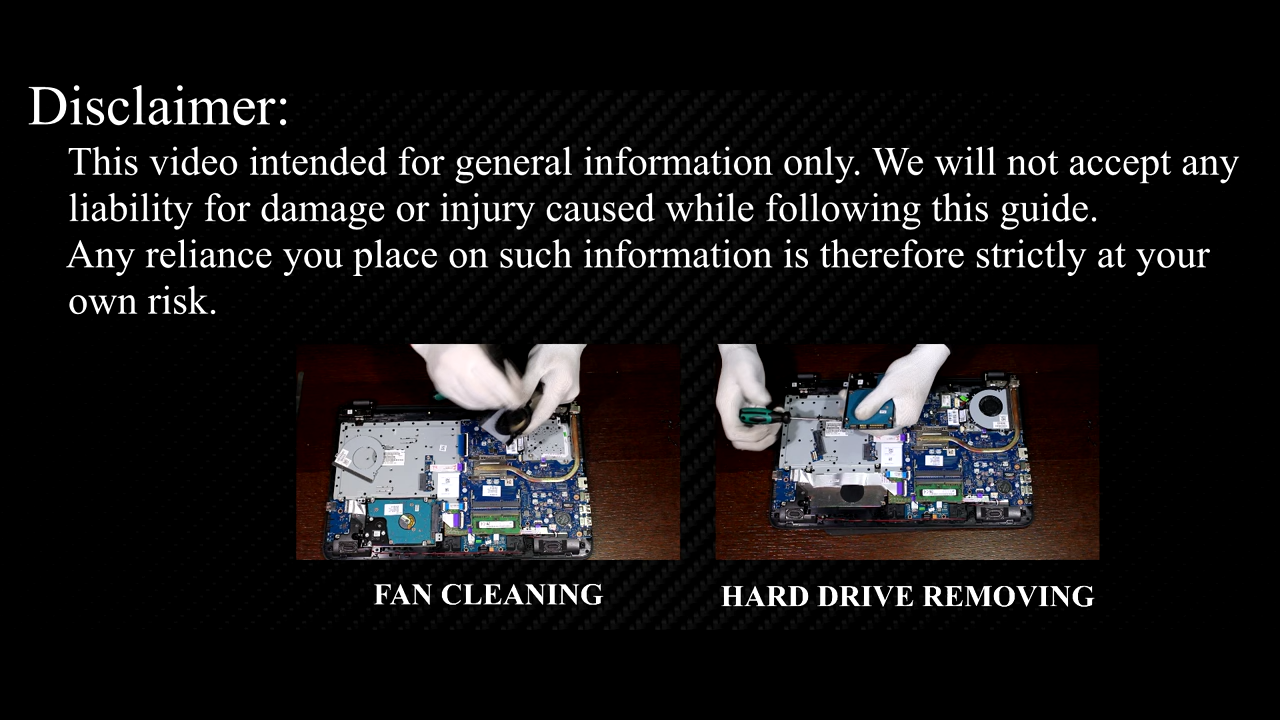 Disclaimer:
This video intended for general information only. We will not accept any
liability for damage or injury caused while following this guide.
Any reliance you place on such information is therefore strictly at your
own risk.
FAN CLEANING
HARD DRIVE REMOVING